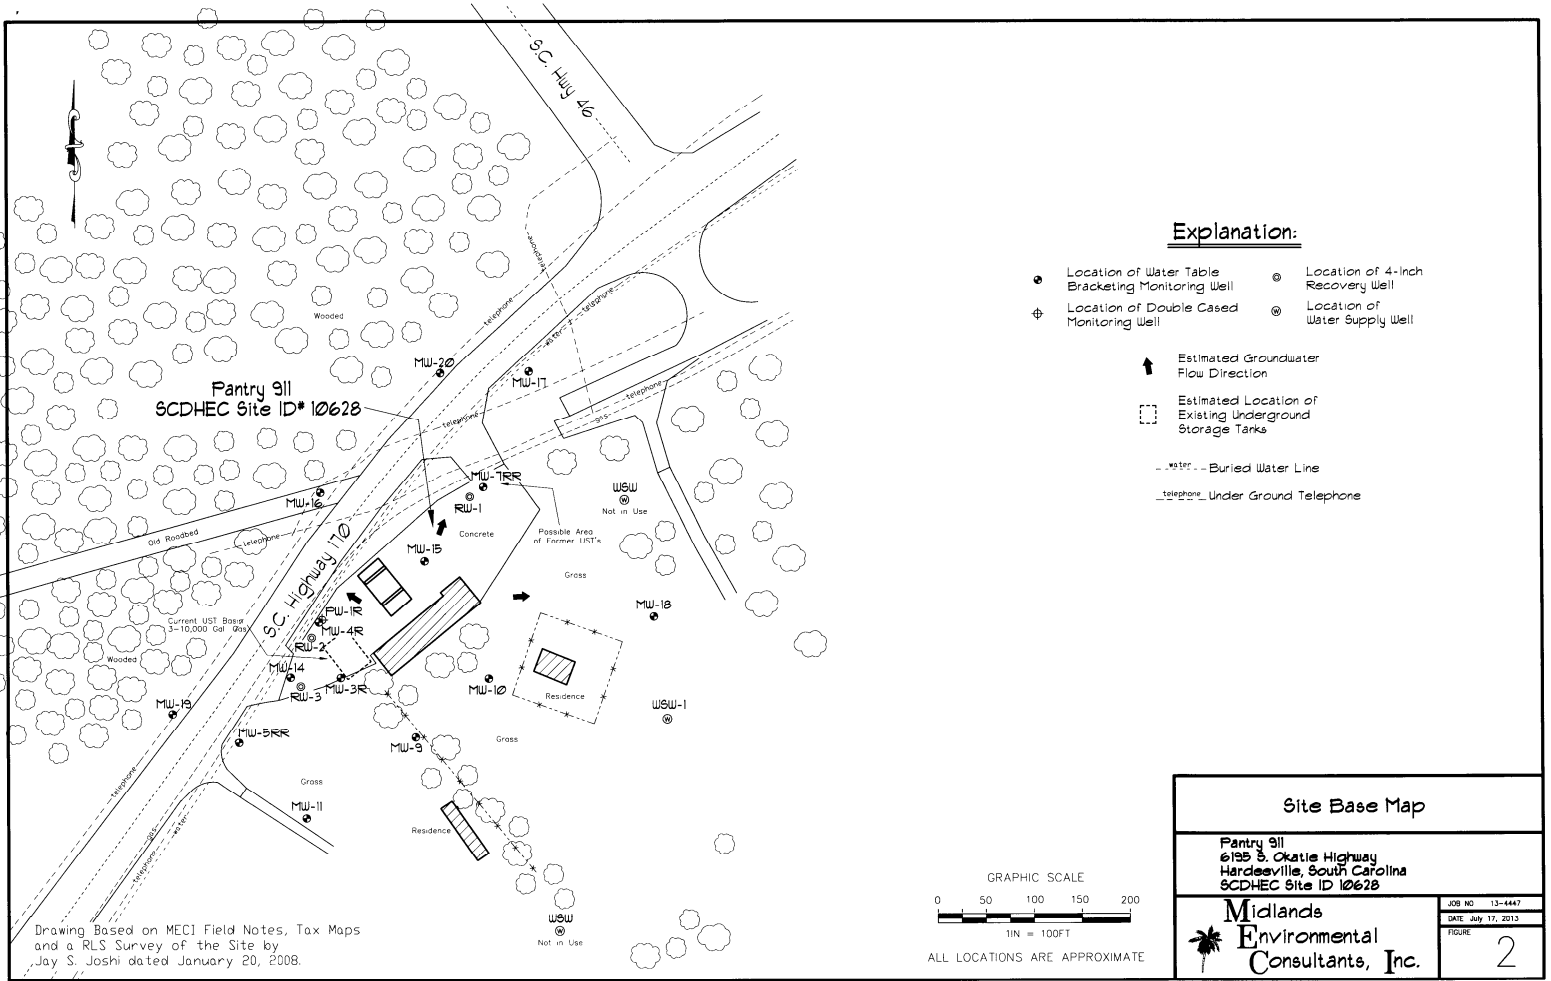 S.C. Hwy 46
telephone
telephone
telephone
water
Wooded
MW-20
MW-17
Pantry 911
SCDHEC Site ID# 10628
telephone
telephone
gas
MW-7RR
MW-16
RW-1
WSW
Not in Use
Old Roadbed
telephone
S.C. Highway 170
Concrete
Possible Area
of Former UST's
MW-15
Grass
PW-1R
MW-4R
MW-18
Current UST Basin
3-10,000 Gal Gas
RW-2
Wooded
MW-14
MW-3R
RW-3
MW-10
Residence
WSW-1
MW-19
MW-5RR
MW-9
Grass
telephone
Grass
MW-11
gas
water
Residence
telephone
WSW
Not in Use
Drawing Based on MECI Field Notes, Tax Maps
and a RLS Survey of the Site by
Jay S. Joshi dated January 20, 2008.
Explanation:
Location of Water Table
Bracketing Monitoring Well
Location of 4-Inch
Recovery Well
Location of Double Cased
Monitoring Well
W
Location of
Water Supply Well
Estimated Groundwater
Flow Direction
Estimated Location of
Existing Underground
Storage Tanks
water Buried Water Line
telephone Under Ground Telephone
GRAPHIC SCALE
0 50 100 150 200
1IN = 100FT
ALL LOCATIONS ARE APPROXIMATE
Site Base Map
Pantry 911
6195 S. Okatie Highway
Hardeeville, South Carolina
SCDHEC Site ID 10628
Midlands
Environmental
Consultants, Inc.
JOB NO 13-4447
DATE July 17, 2013
FIGURE
2